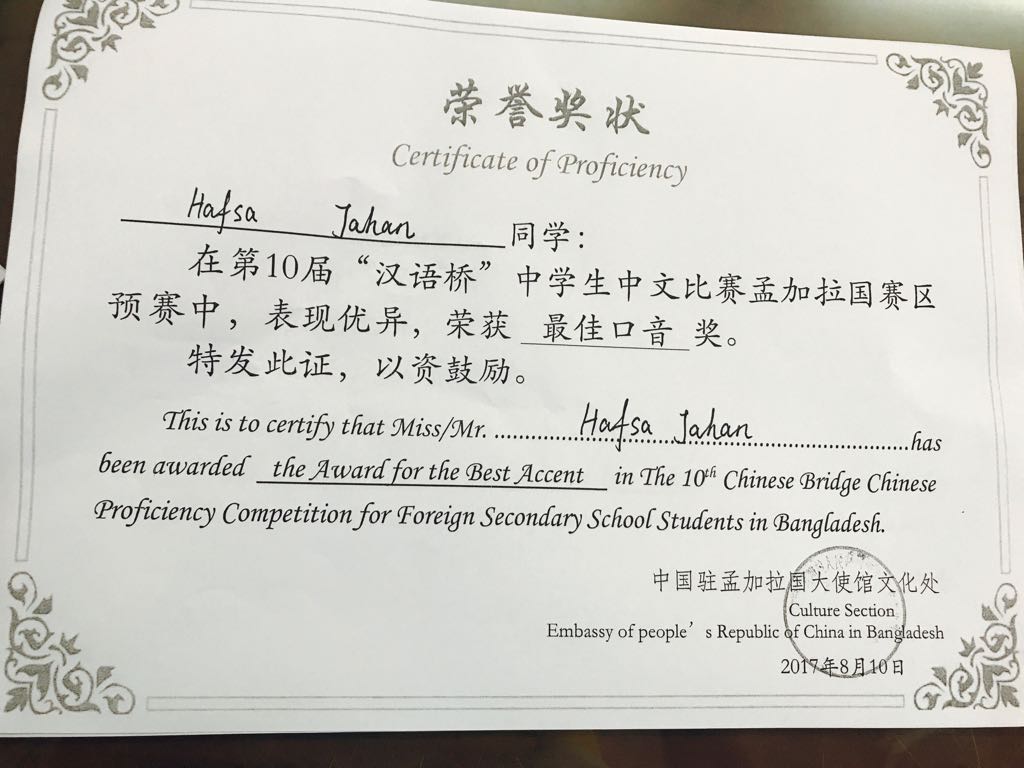 荣誉奖状
Certificate of Proficiency
Hafsa Jahan 同学：
在第10届“汉语桥”中学生中文比赛孟加拉国赛区
预赛中，表现优异，荣获 最佳口音 奖。
特发此证，以资鼓励。
This is to certify that Miss/Mr. ........................Hafsa Jahan........................has
been awarded the Award for the Best Accent in The 10th Chinese Bridge Chinese
Proficiency Competition for Foreign Secondary School Students in Bangladesh.
中国驻孟加拉国大使馆文化处
Culture Section
Embassy of people’s Republic of China in Bangladesh
2017年8月10日